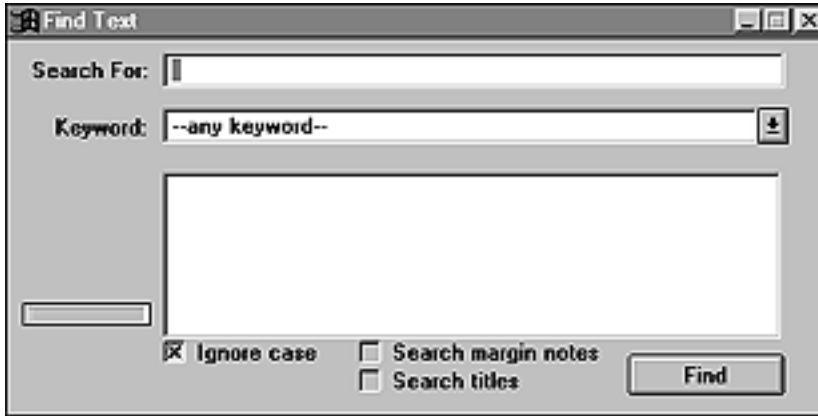 Find Text
Search For:
Keyword: --any keyword--
Ignore case
Search margin notes
Search titles
Find